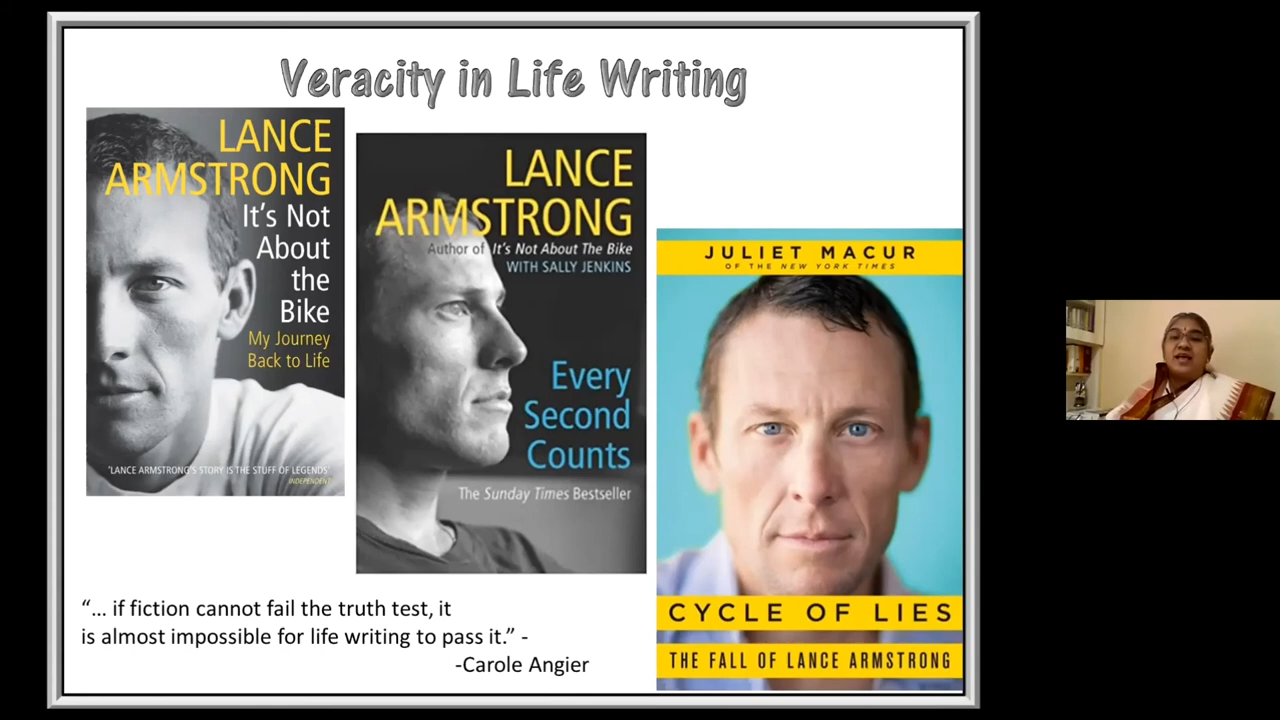 Veracity in Life Writing
LANCE
ARMSTRONG
It's Not
About
the
Bike
My Journey
Back to Life
'LANCE ARMSTRONG'S STORY IS THE STUFF OF LEGENDS'
INDEPENDENT
LANCE
ARMSTRONG
Author of It's Not About The Bike
WITH SALLY JENKINS
Every
Second
Counts
The Sunday Times Bestseller
JULIET MACUR
OF THE NEW YORK TIMES
CYCLE OF LIES
THE FALL OF LANCE ARMSTRONG
“... if fiction cannot fail the truth test, it
is almost impossible for life writing to pass it.” -
-Carole Angier